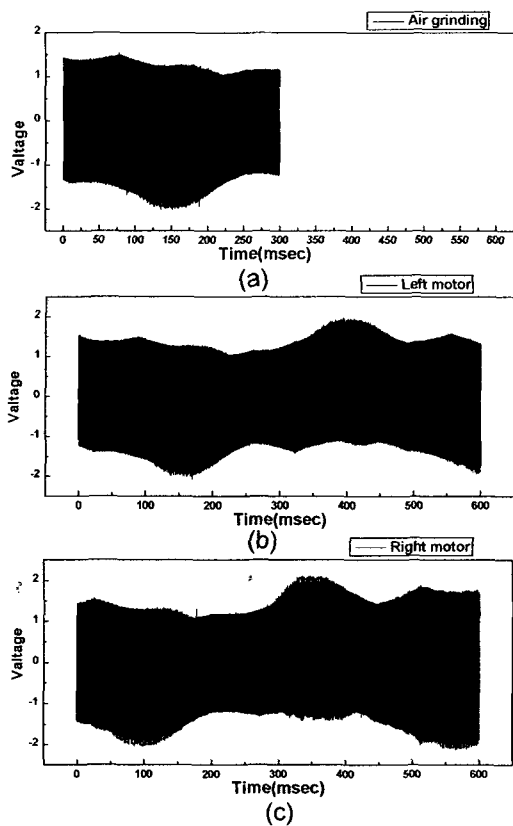 Air grinding
2
1
0
-1
-2
Valtage
0 50 100 150 200 250 300 350 400 450 500 550 600
Time(msec)
(a)
Left motor
2
1
0
-1
-2
Valtage
0 100 200 300 400 500 600
Time(msec)
(b)
Right motor
2
1
0
-1
-2
Valtage
0 100 200 300 400 500 600
Time(msec)
(c)